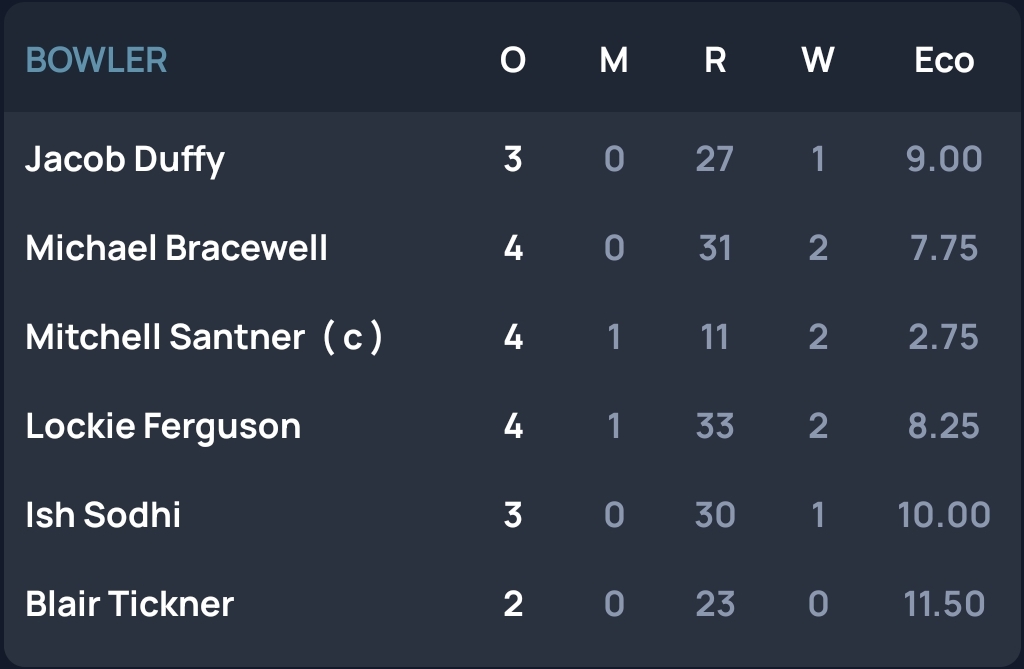 BOWLER O M R W Eco
Jacob Duffy 3 0 27 1 9.00
Michael Bracewell 4 0 31 2 7.75
Mitchell Santner ( c ) 4 1 11 2 2.75
Lockie Ferguson 4 1 33 2 8.25
Ish Sodhi 3 0 30 1 10.00
Blair Tickner 2 0 23 0 11.50